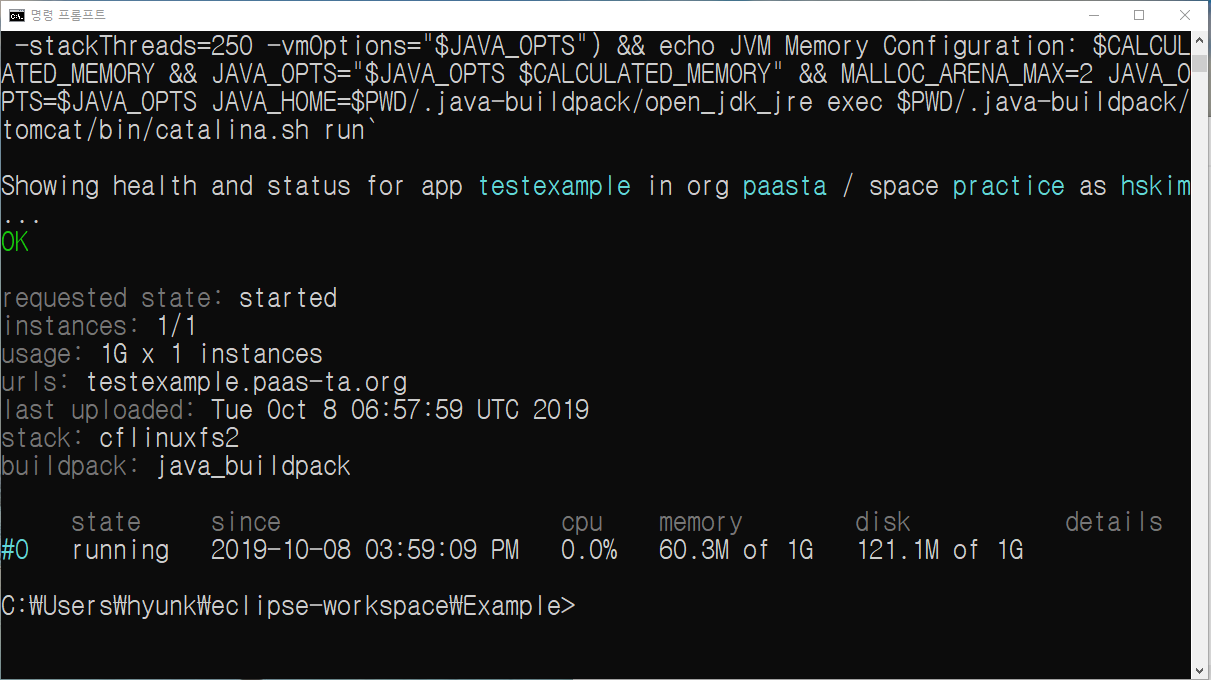 명령 프롬프트
-stackThreads=250 -vmOptions="$JAVA_OPTS") && echo JVM Memory Configuration: $CALCUL
ATED_MEMORY && JAVA_OPTS="$JAVA_OPTS $CALCULATED_MEMORY" && MALLOC_ARENA_MAX=2 JAVA_O
PTS=$JAVA_OPTS JAVA_HOME=$PWD/.java-buildpack/open_jdk_jre exec $PWD/.java-buildpack/
tomcat/bin/catalina.sh run`
Showing health and status for app testexample in org paasta / space practice as hskim
...
OK
requested state: started
instances: 1/1
usage: 1G x 1 instances
urls: testexample.paas-ta.org
last uploaded: Tue Oct 8 06:57:59 UTC 2019
stack: cflinuxfs2
buildpack: java_buildpack
state since cpu memory disk details
#0 running 2019-10-08 03:59:09 PM 0.0% 60.3M of 1G 121.1M of 1G
C:₩Users₩hyunk₩eclipse-workspace₩Example>